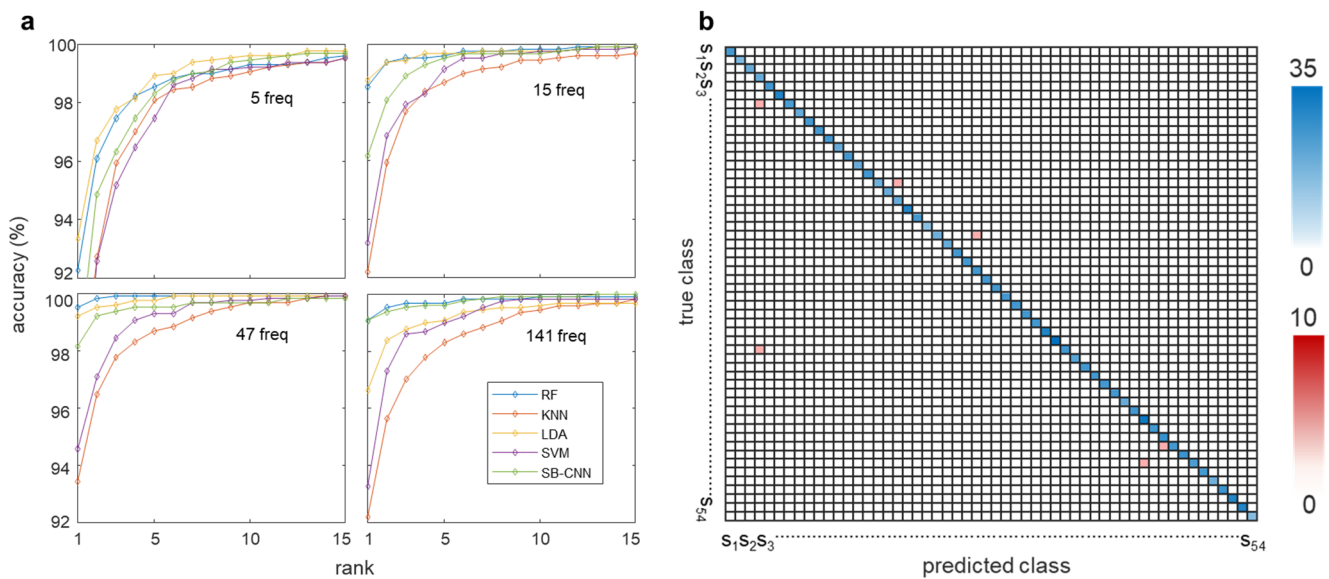 a
accuracy (%)
100
98
96
94
92
5 freq
15 freq
100
98
96
94
92
47 freq
141 freq
RF
KNN
LDA
SVM
SB-CNN
1
5
10
15
1
5
10
15
rank
b
true class
s₁s₂s₃
s₅₄
s₁s₂s₃
s₅₄
predicted class
35
0
10
0